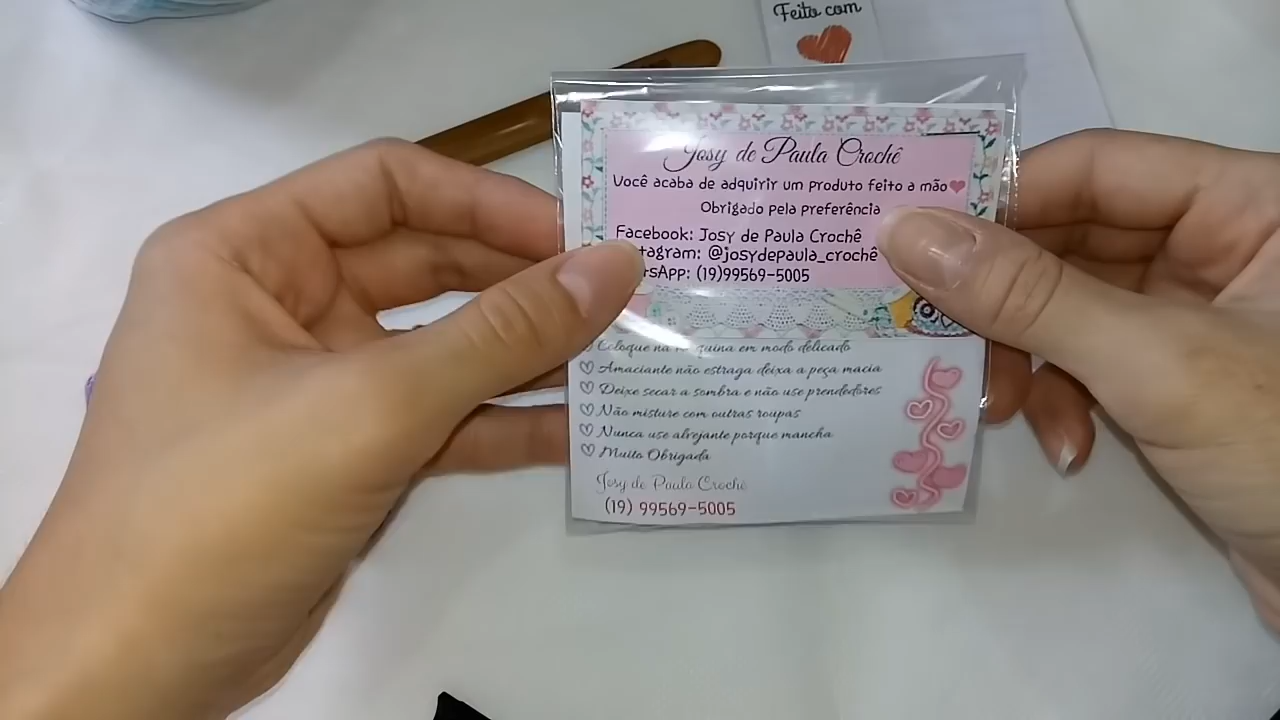 Feito com
Josy de Paula Crochê
Você acaba de adquirir um produto feito a mão
Obrigado pela preferência
Facebook: Josy de Paula Crochê
tagram: @josydepaula_crochê
sApp: (19)99569-5005
Coloque na quina em modo delicado
Amaciante não estraga deixa a peça macia
Deixe secar a sombra e não use prendedores
Não misture com outras roupas
Nunca use alvejante porque mancha
Muito Obrigada
Josy de Paula Crochê
(19) 99569-5005